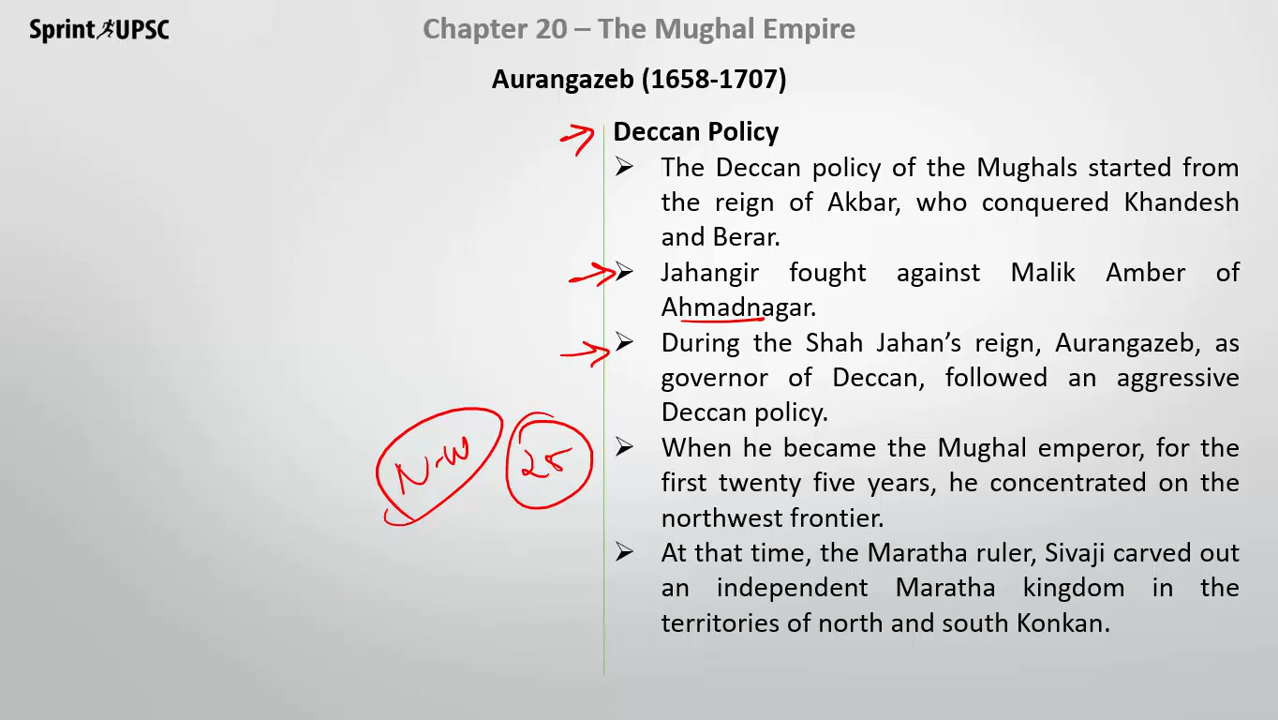 Sprint UPSC
Chapter 20 – The Mughal Empire
Aurangazeb (1658-1707)
Deccan Policy
➢ The Deccan policy of the Mughals started from
the reign of Akbar, who conquered Khandesh
and Berar.
➢ Jahangir fought against Malik Amber of
Ahmadnagar.
➢ During the Shah Jahan’s reign, Aurangazeb, as
governor of Deccan, followed an aggressive
Deccan policy.
N-W 25
➢ When he became the Mughal emperor, for the
first twenty five years, he concentrated on the
northwest frontier.
➢ At that time, the Maratha ruler, Sivaji carved out
an independent Maratha kingdom in the
territories of north and south Konkan.